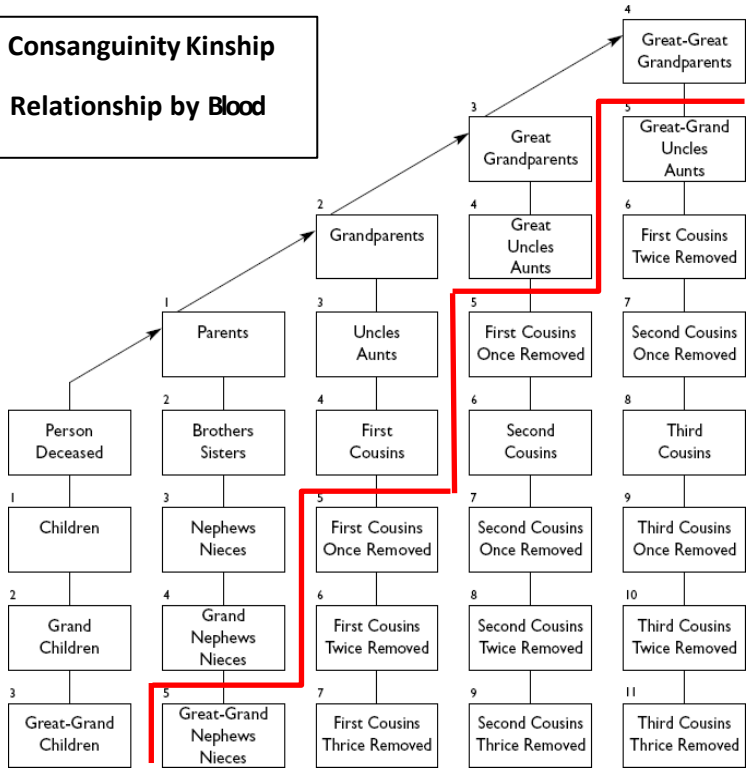 Consanguinity Kinship
Relationship by Blood
4
Great-Great
Grandparents
3
Great
Grandparents
5
Great-Grand
Uncles
Aunts
2
Grandparents
4
Great
Uncles
Aunts
6
First Cousins
Twice Removed
1
Parents
3
Uncles
Aunts
5
First Cousins
Once Removed
7
Second Cousins
Once Removed
Person
Deceased
2
Brothers
Sisters
4
First
Cousins
6
Second
Cousins
8
Third
Cousins
1
Children
3
Nephews
Nieces
5
First Cousins
Once Removed
7
Second Cousins
Once Removed
9
Third Cousins
Once Removed
2
Grand
Children
4
Grand
Nephews
Nieces
6
First Cousins
Twice Removed
8
Second Cousins
Twice Removed
10
Third Cousins
Twice Removed
3
Great-Grand
Children
5
Great-Grand
Nephews
Nieces
7
First Cousins
Thrice Removed
9
Second Cousins
Thrice Removed
11
Third Cousins
Thrice Removed